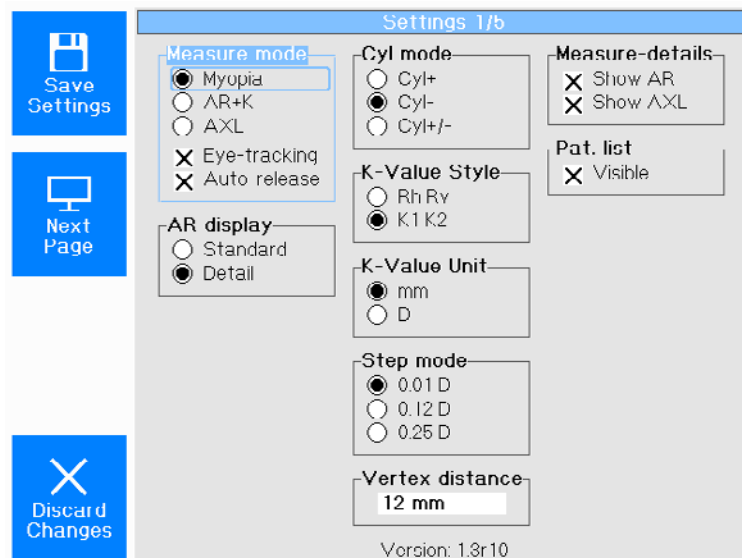 Settings 1/5
Save
Settings
Next
Page
Discard
Changes
Measure mode
Myopia
AR+K
AXL
Eye-tracking
Auto release
AR display
Standard
Detail
Cyl mode
Cyl+
Cyl-
Cyl+/-
K-Value Style
Rh Rv
K1 K2
K-Value Unit
mm
D
Step mode
0.01 D
0.12 D
0.25 D
Vertex distance
12 mm
Measure-details
Show AR
Show AXL
Pat. list
Visible
Version: 1.3r10